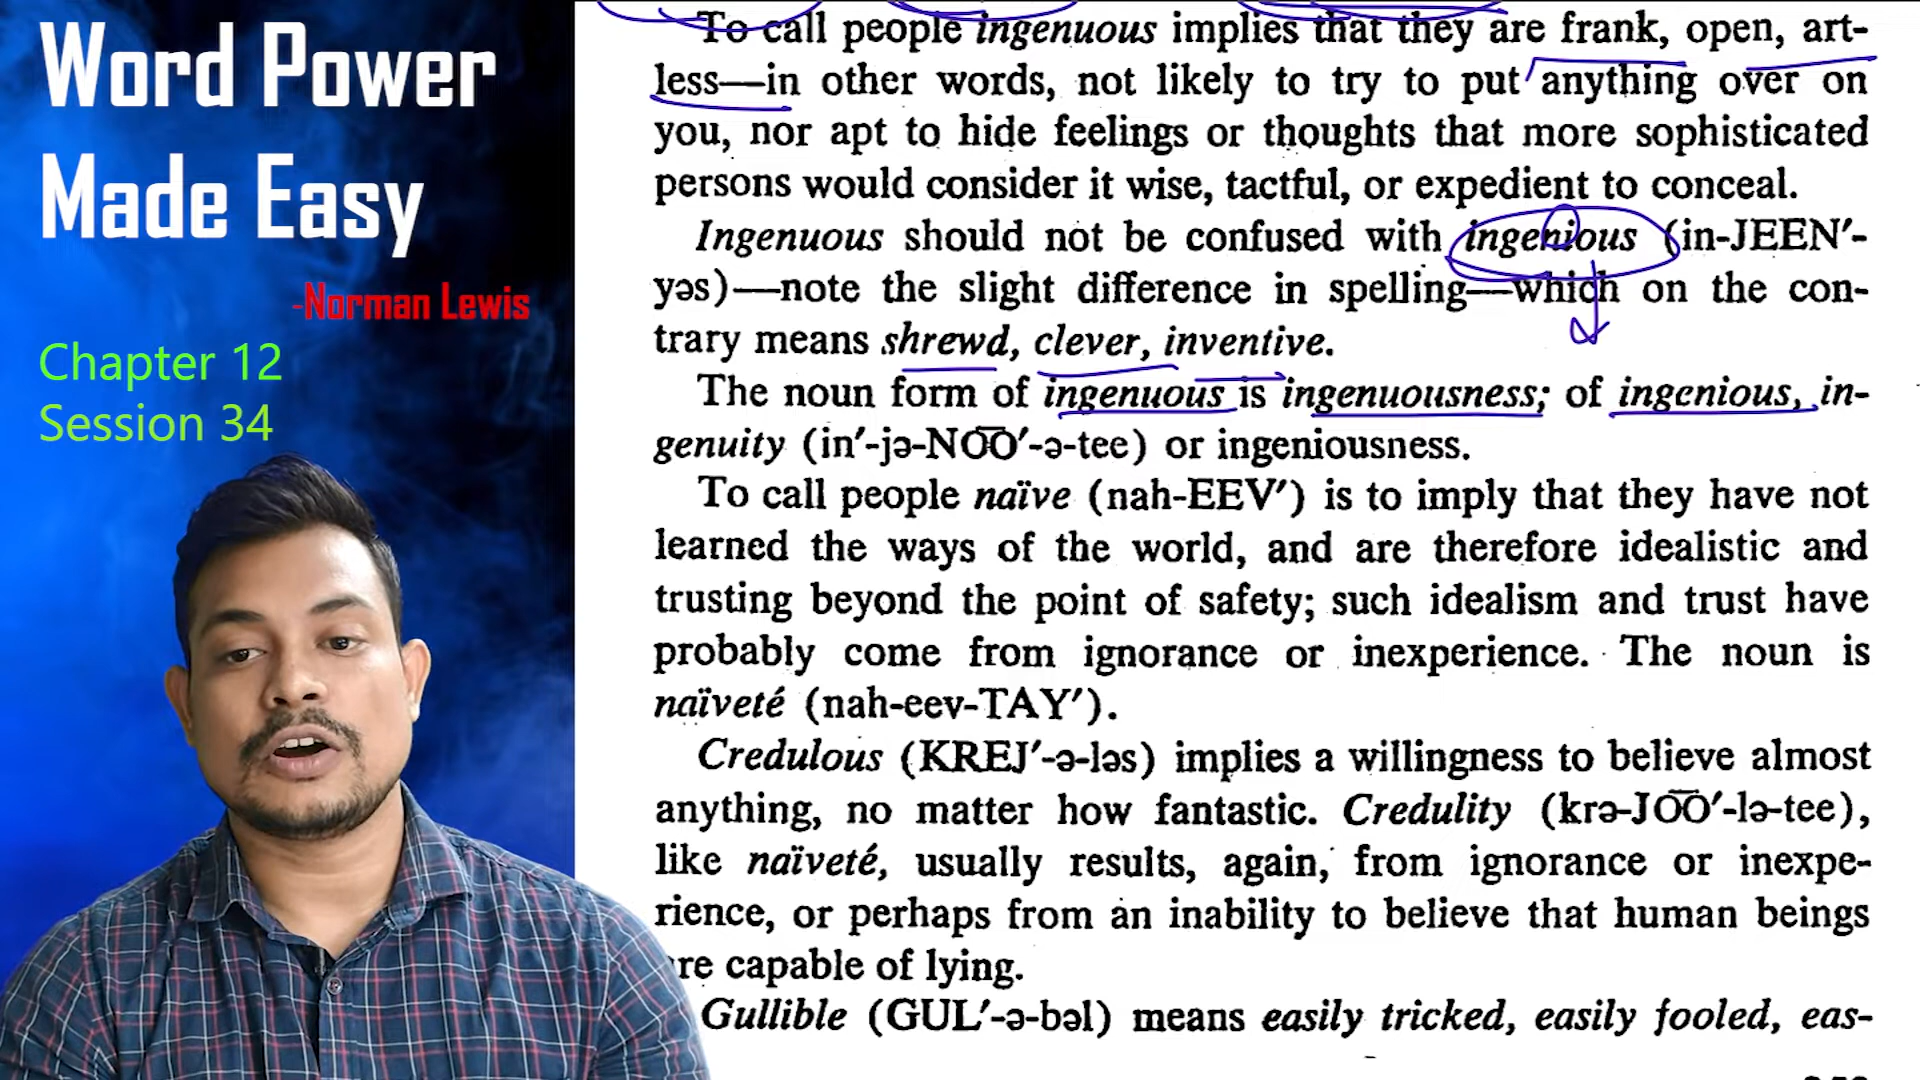 Word Power
Made Easy
-Norman Lewis
Chapter 12
Session 34
To call people ingenuous implies that they are frank, open, art-
less—in other words, not likely to try to put anything over on
you, nor apt to hide feelings or thoughts that more sophisticated
persons would consider it wise, tactful, or expedient to conceal.
Ingenuous should not be confused with ingenious (in-JEEN′-
yəs)—note the slight difference in spelling—which on the con-
trary means shrewd, clever, inventive.
The noun form of ingenuous is ingenuousness; of ingenious, in-
genuity (in′-jə-NO͞O′-ə-tee) or ingeniousness.
To call people naïve (nah-EEV′) is to imply that they have not
learned the ways of the world, and are therefore idealistic and
trusting beyond the point of safety; such idealism and trust have
probably come from ignorance or inexperience. The noun is
naïveté (nah-eev-TAY′).
Credulous (KREJ′-ə-ləs) implies a willingness to believe almost
anything, no matter how fantastic. Credulity (krə-JO͞O′-lə-tee),
like naïveté, usually results, again, from ignorance or inexpe-
rience, or perhaps from an inability to believe that human beings
are capable of lying.
Gullible (GUL′-ə-bəl) means easily tricked, easily fooled, eas-